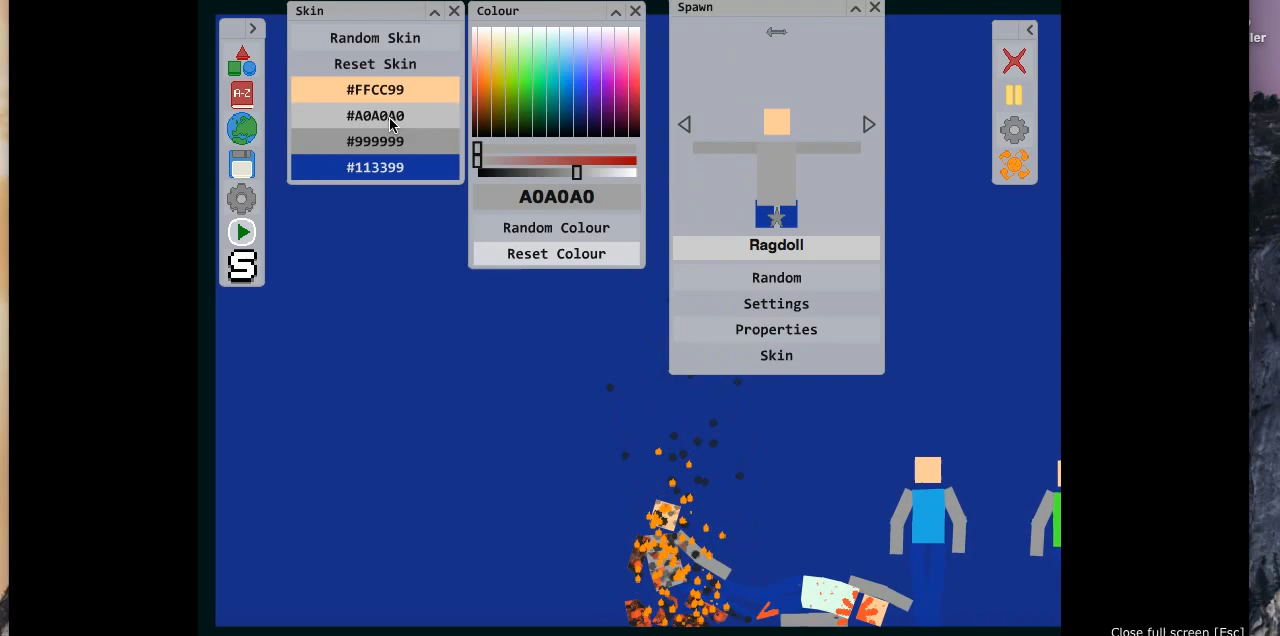 Skin
Random Skin
Reset Skin
#FFCC99
#A0A0A0
#999999
#113399
Colour
A0A0A0
Random Colour
Reset Colour
Spawn
Ragdoll
Random
Settings
Properties
Skin
A-Z
S
ler
Close full screen [Esc]